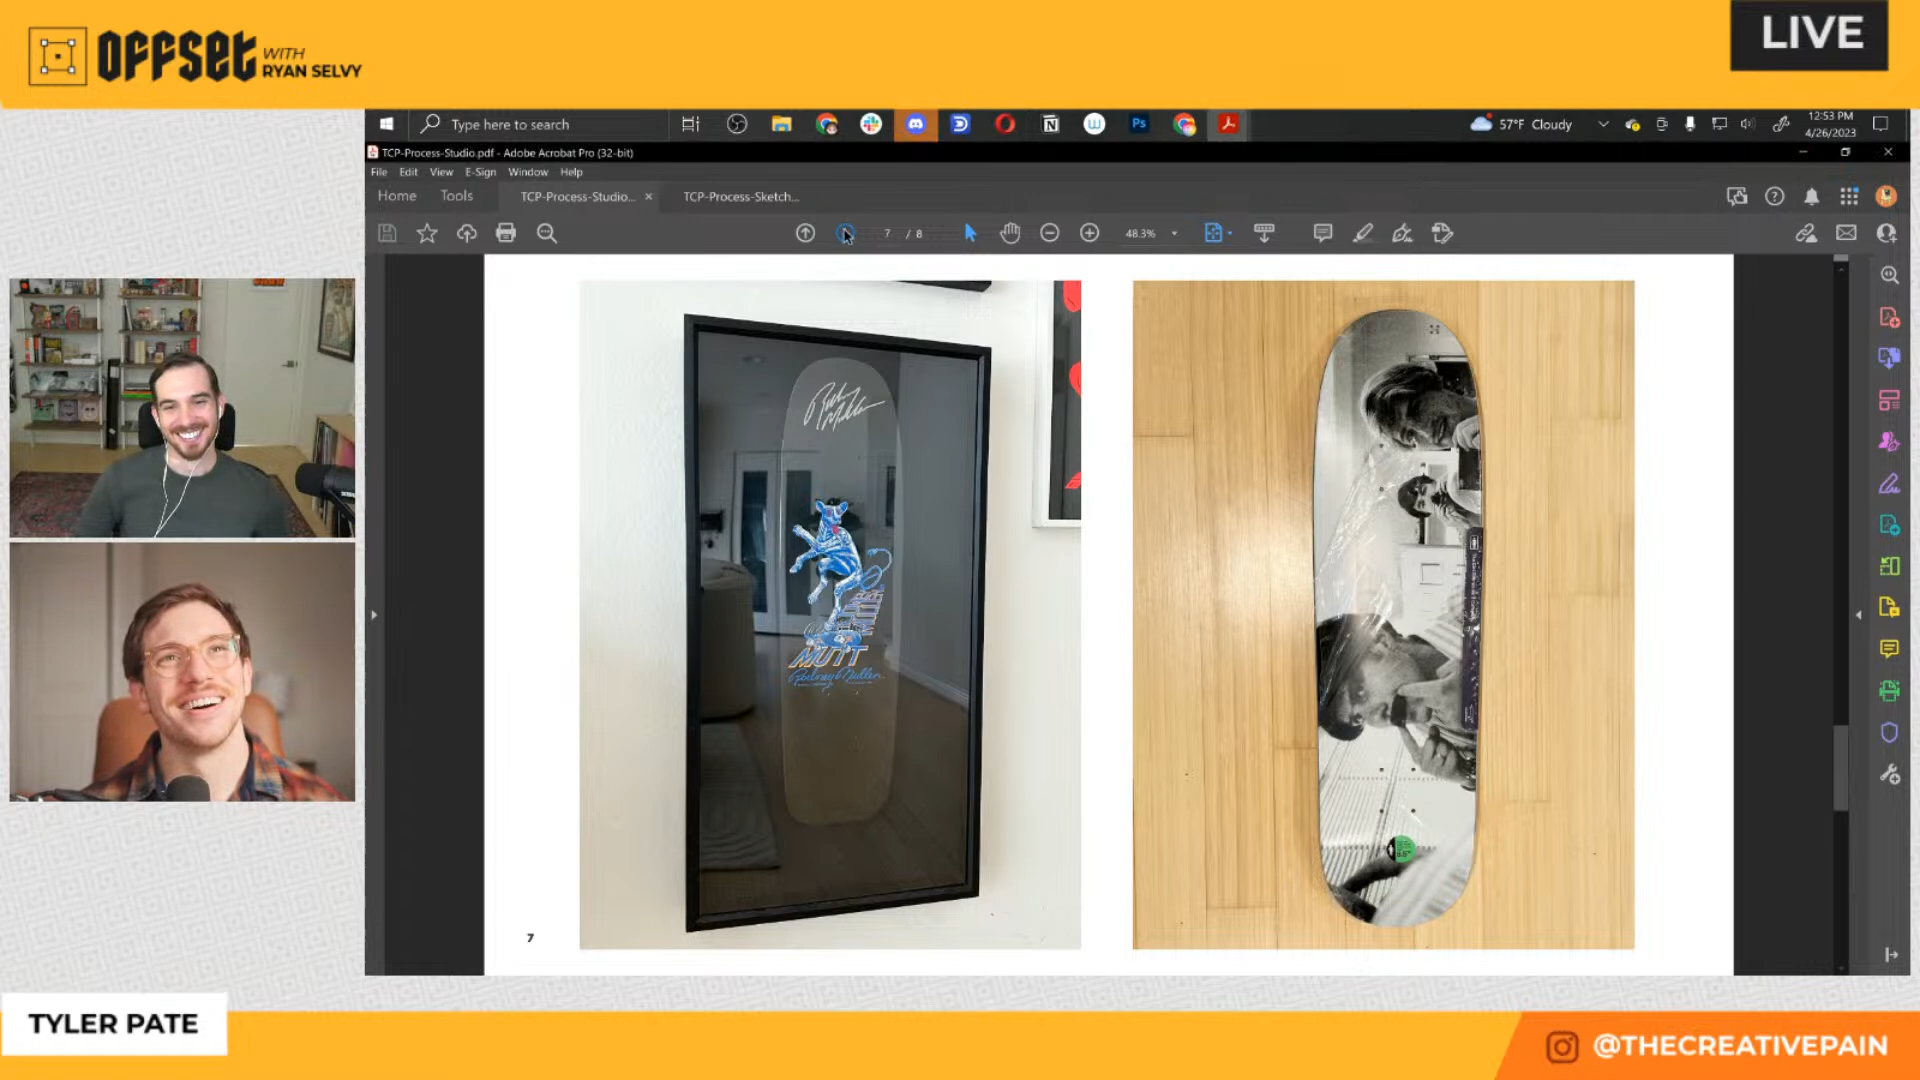 OFFSET
WITH
RYAN SELVY
LIVE
Type here to search
57°F Cloudy
12:53 PM
4/26/2023
TCP-Process-Studio.pdf - Adobe Acrobat Pro (32-bit)
File Edit View E-Sign Window Help
Home Tools TCP-Process-Studio... × TCP-Process-Sketch...
7 / 8
48.3%
MUTT
Rodney Mullen
7
TYLER PATE
@THECREATIVEPAIN